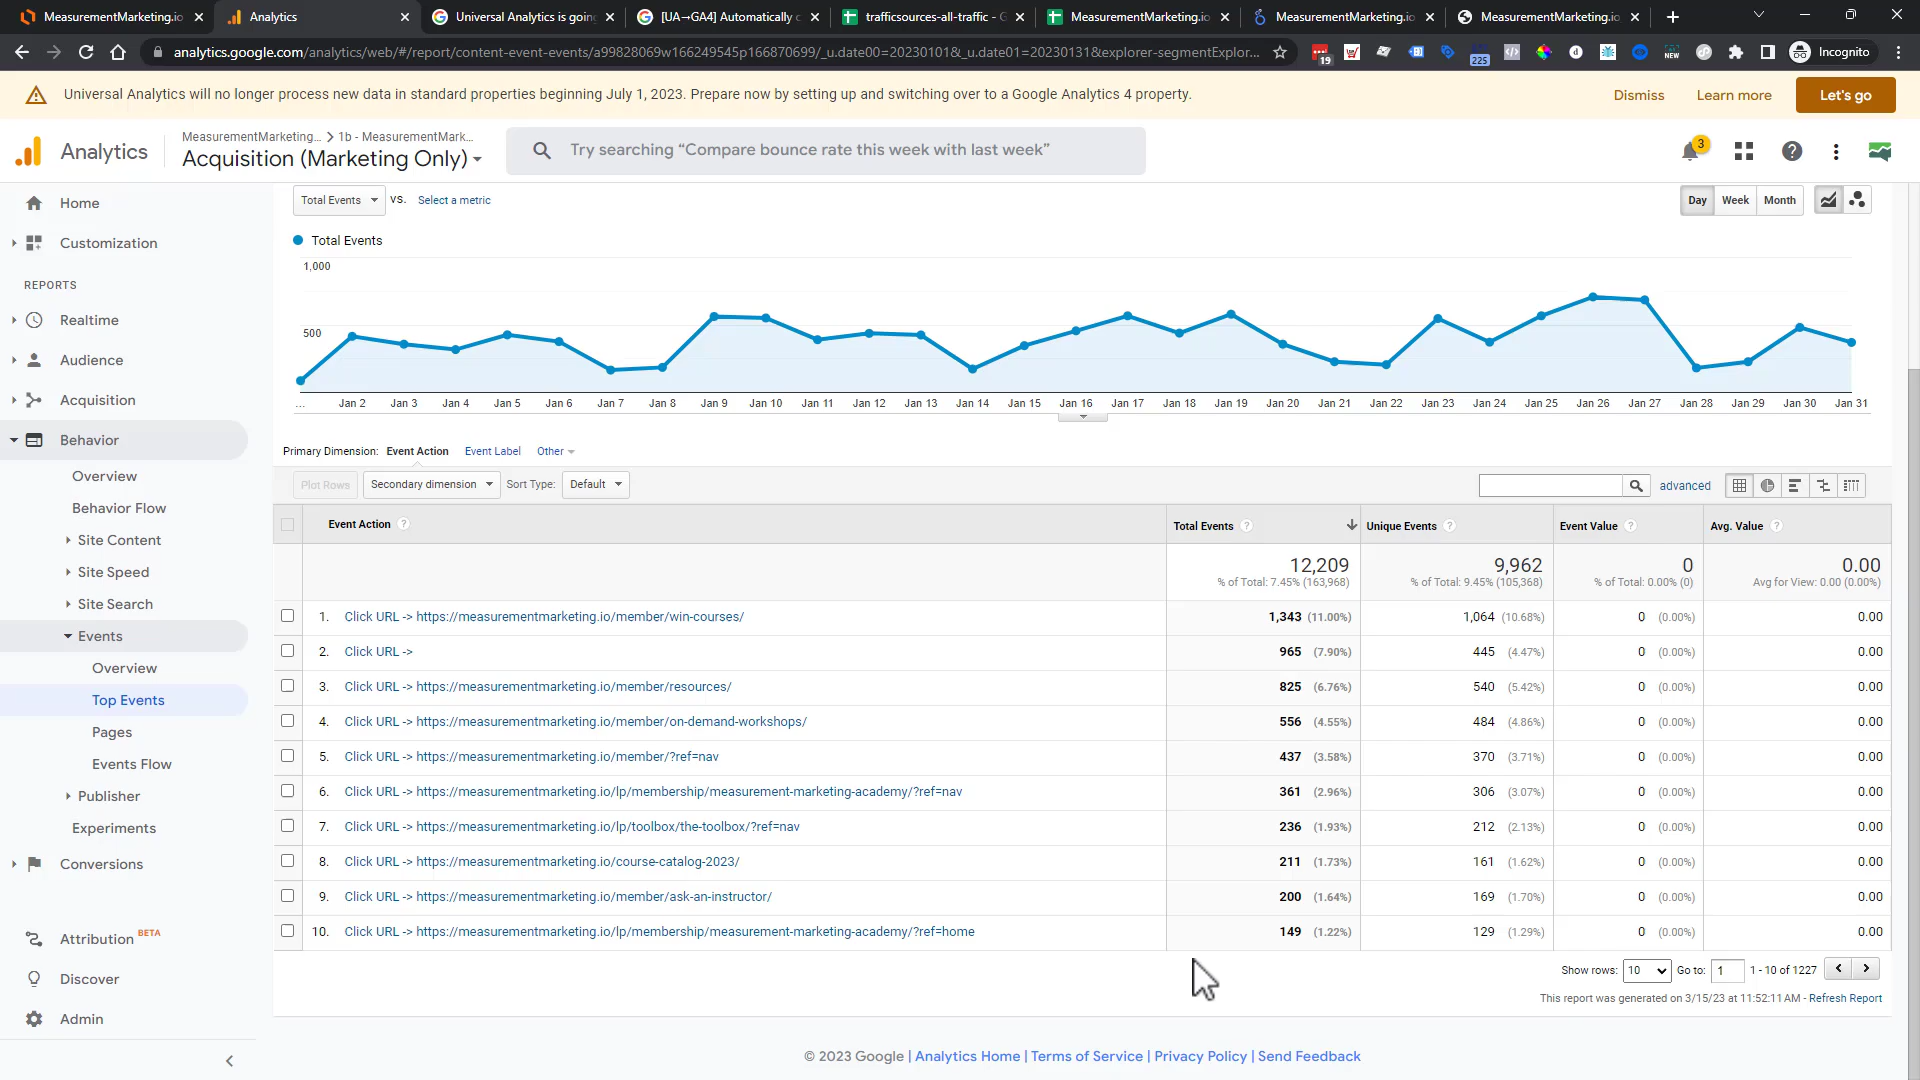 MeasurementMarketing.io
Analytics
Universal Analytics is going
[UA→GA4] Automatically c
trafficsources-all-traffic - G
MeasurementMarketing.io
MeasurementMarketing.io
MeasurementMarketing.io
analytics.google.com/analytics/web/#/report/content-event-events/a99828069w166249545p166870699/_u.date00=20230101&_u.date01=20230131&explorer-segmentExplor...
19
225
NEW
Incognito
Universal Analytics will no longer process new data in standard properties beginning July 1, 2023. Prepare now by setting up and switching over to a Google Analytics 4 property.
Dismiss
Learn more
Let's go
Analytics
MeasurementMarketing... > 1b - MeasurementMark...
Acquisition (Marketing Only)
Try searching “Compare bounce rate this week with last week”
3
Home
Customization
REPORTS
Realtime
Audience
Acquisition
Behavior
Overview
Behavior Flow
Site Content
Site Speed
Site Search
Events
Overview
Top Events
Pages
Events Flow
Publisher
Experiments
Conversions
Attribution BETA
Discover
Admin
Total Events VS. Select a metric
Day Week Month
Total Events
1,000
500
... Jan 2 Jan 3 Jan 4 Jan 5 Jan 6 Jan 7 Jan 8 Jan 9 Jan 10 Jan 11 Jan 12 Jan 13 Jan 14 Jan 15 Jan 16 Jan 17 Jan 18 Jan 19 Jan 20 Jan 21 Jan 22 Jan 23 Jan 24 Jan 25 Jan 26 Jan 27 Jan 28 Jan 29 Jan 30 Jan 31
Primary Dimension: Event Action Event Label Other
Plot Rows Secondary dimension Sort Type: Default
advanced
Event Action ? Total Events ? Unique Events ? Event Value ? Avg. Value ?
12,209 9,962 0 0.00
% of Total: 7.45% (163,968) % of Total: 9.45% (105,368) % of Total: 0.00% (0) Avg for View: 0.00 (0.00%)
1. Click URL -> https://measurementmarketing.io/member/win-courses/ 1,343 (11.00%) 1,064 (10.68%) 0 (0.00%) 0.00
2. Click URL -> 965 (7.90%) 445 (4.47%) 0 (0.00%) 0.00
3. Click URL -> https://measurementmarketing.io/member/resources/ 825 (6.76%) 540 (5.42%) 0 (0.00%) 0.00
4. Click URL -> https://measurementmarketing.io/member/on-demand-workshops/ 556 (4.55%) 484 (4.86%) 0 (0.00%) 0.00
5. Click URL -> https://measurementmarketing.io/member/?ref=nav 437 (3.58%) 370 (3.71%) 0 (0.00%) 0.00
6. Click URL -> https://measurementmarketing.io/lp/membership/measurement-marketing-academy/?ref=nav 361 (2.96%) 306 (3.07%) 0 (0.00%) 0.00
7. Click URL -> https://measurementmarketing.io/lp/toolbox/the-toolbox/?ref=nav 236 (1.93%) 212 (2.13%) 0 (0.00%) 0.00
8. Click URL -> https://measurementmarketing.io/course-catalog-2023/ 211 (1.73%) 161 (1.62%) 0 (0.00%) 0.00
9. Click URL -> https://measurementmarketing.io/member/ask-an-instructor/ 200 (1.64%) 169 (1.70%) 0 (0.00%) 0.00
10. Click URL -> https://measurementmarketing.io/lp/membership/measurement-marketing-academy/?ref=home 149 (1.22%) 129 (1.29%) 0 (0.00%) 0.00
Show rows: 10 Go to: 1 1 - 10 of 1227
This report was generated on 3/15/23 at 11:52:11 AM - Refresh Report
© 2023 Google | Analytics Home | Terms of Service | Privacy Policy | Send Feedback